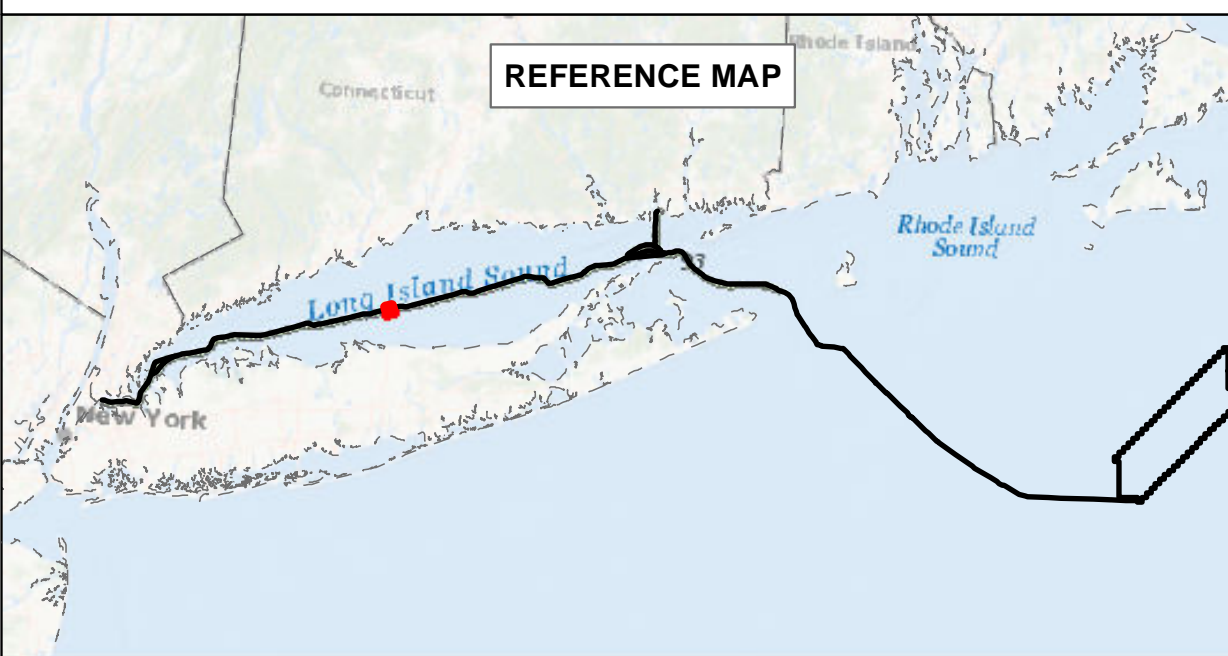 Rhode Island
REFERENCE MAP
Connecticut
Rhode Island
Sound
Long Island Sound
New York